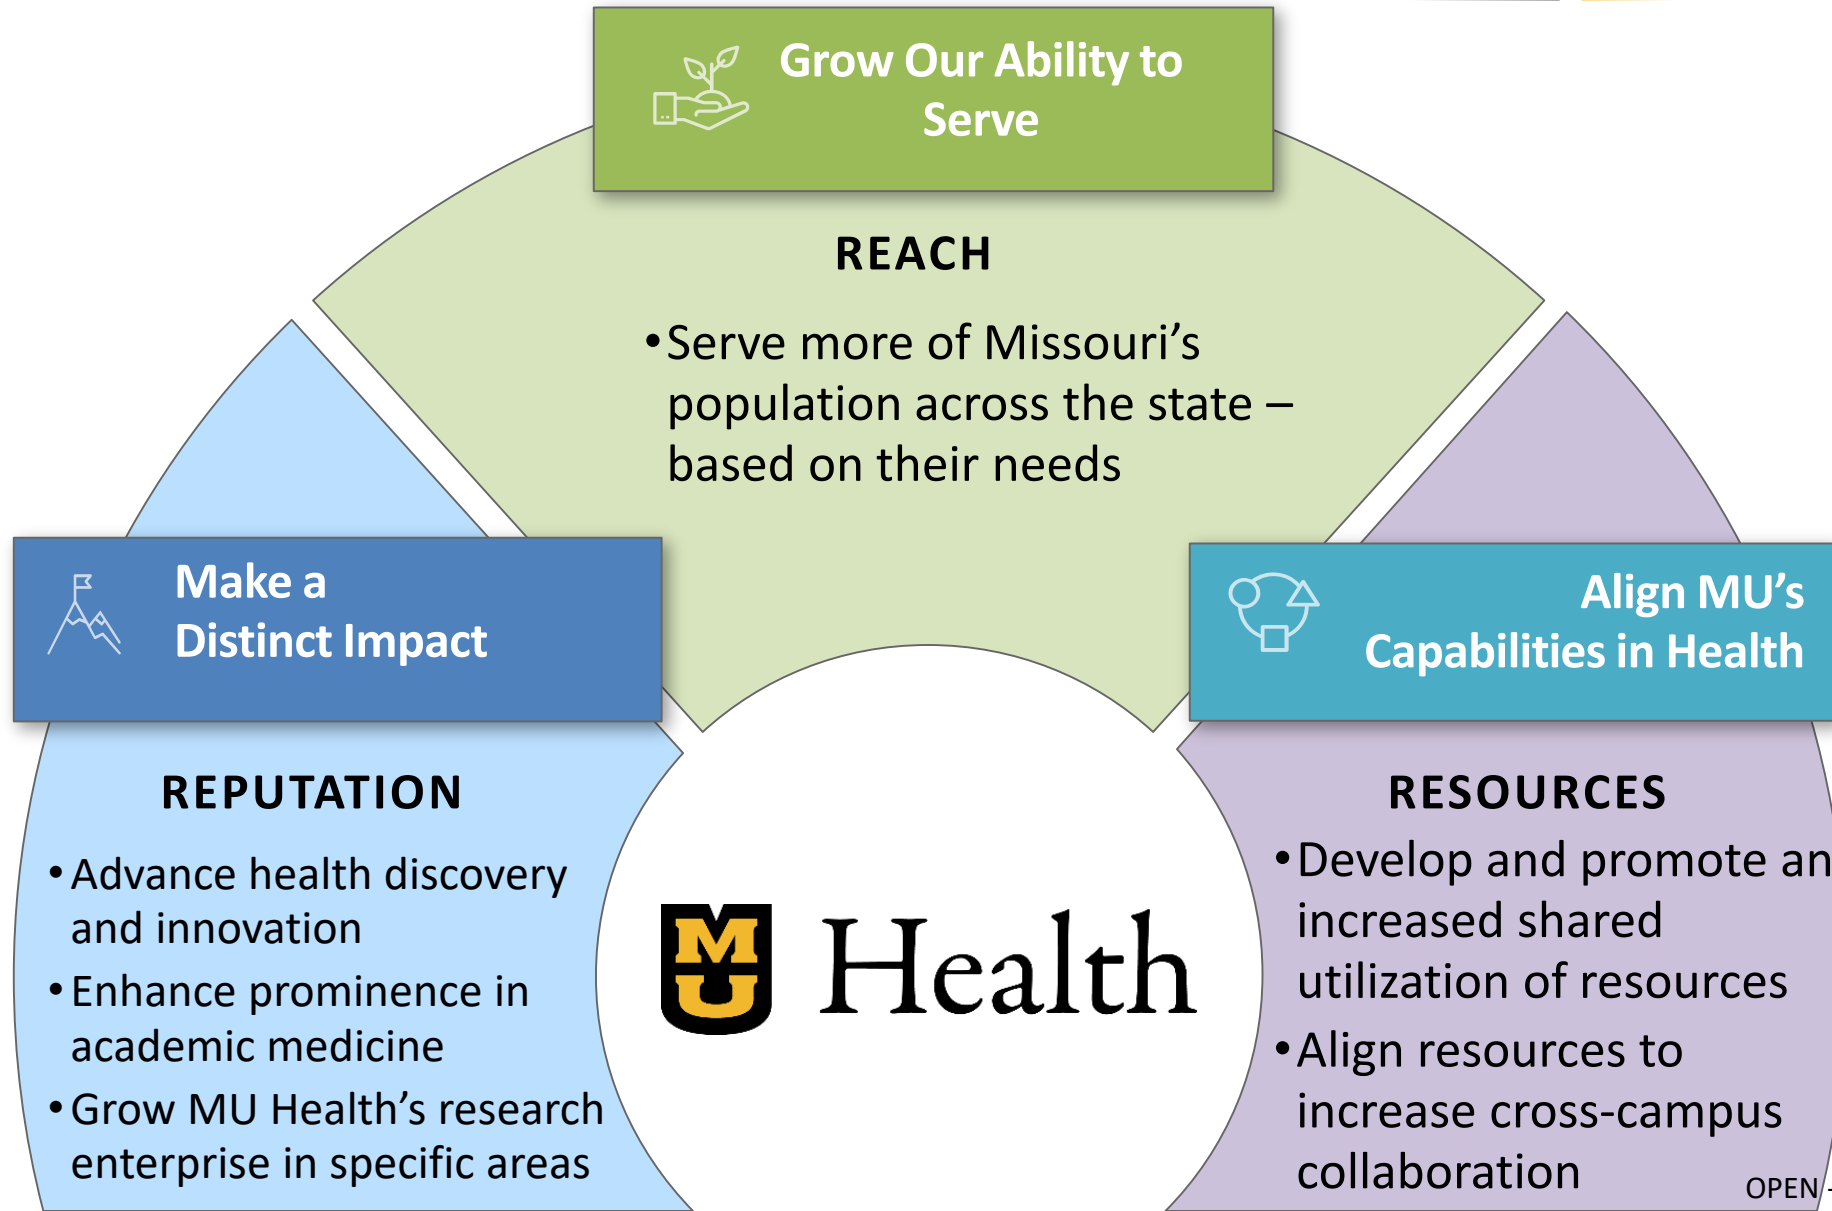 Grow Our Ability to
Serve
REACH
•Serve more of Missouri’s
population across the state –
based on their needs
Make a
Distinct Impact
REPUTATION
•Advance health discovery
and innovation
•Enhance prominence in
academic medicine
•Grow MU Health’s research
enterprise in specific areas
MU Health
Align MU’s
Capabilities in Health
RESOURCES
•Develop and promote an
increased shared
utilization of resources
•Align resources to
increase cross-campus
collaboration
OPEN -